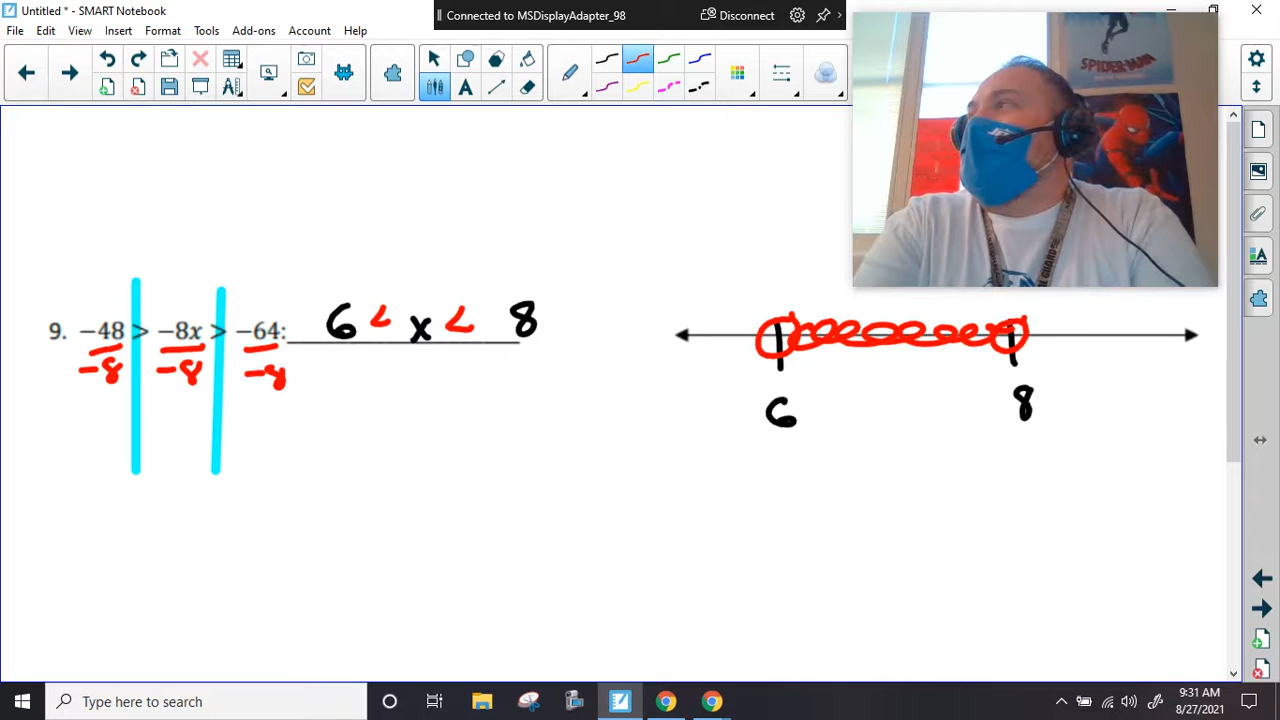 Untitled * - SMART Notebook
Connected to MSDisplayAdapter_98 Disconnect
File Edit View Insert Format Tools Add-ons Account Help
SPIDER-MAN
GUARD
9. −48 > −8x > −64: 6 < x < 8
−8 −8 −8
6 8
Type here to search
9:31 AM
8/27/2021